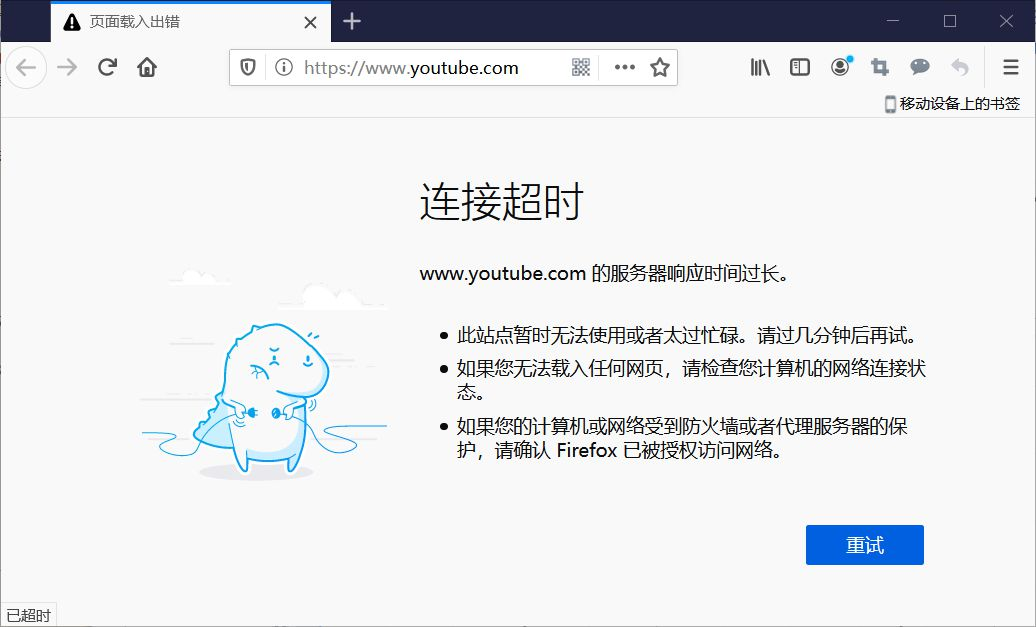 页面载入出错
https://www.youtube.com
移动设备上的书签
连接超时
www.youtube.com 的服务器响应时间过长。
此站点暂时无法使用或者太过忙碌。请过几分钟后再试。
如果您无法载入任何网页，请检查您计算机的网络连接状
态。
如果您的计算机或网络受到防火墙或者代理服务器的保
护，请确认 Firefox 已被授权访问网络。
重试
已超时